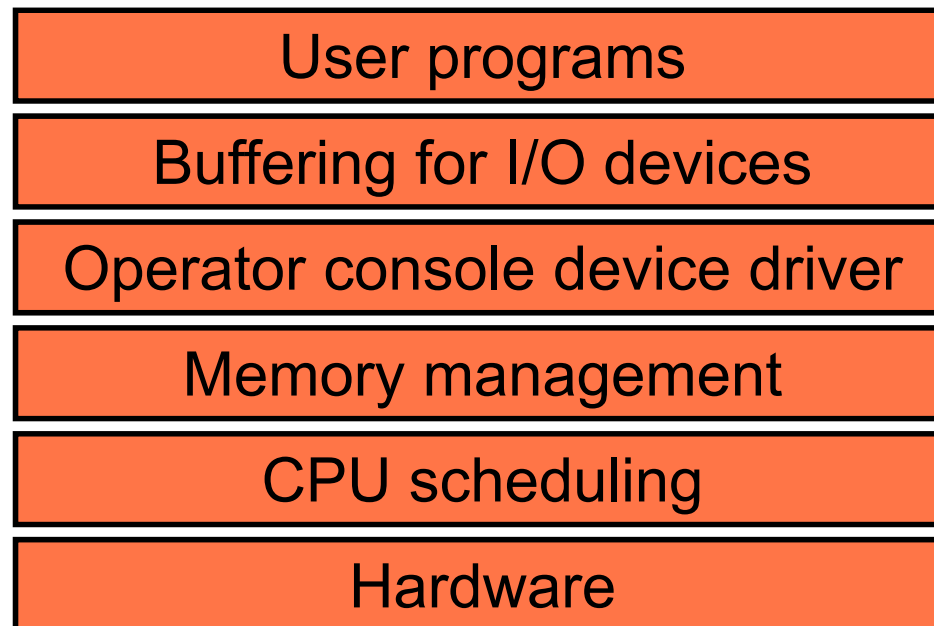 User programs
Buffering for I/O devices
Operator console device driver
Memory management
CPU scheduling
Hardware